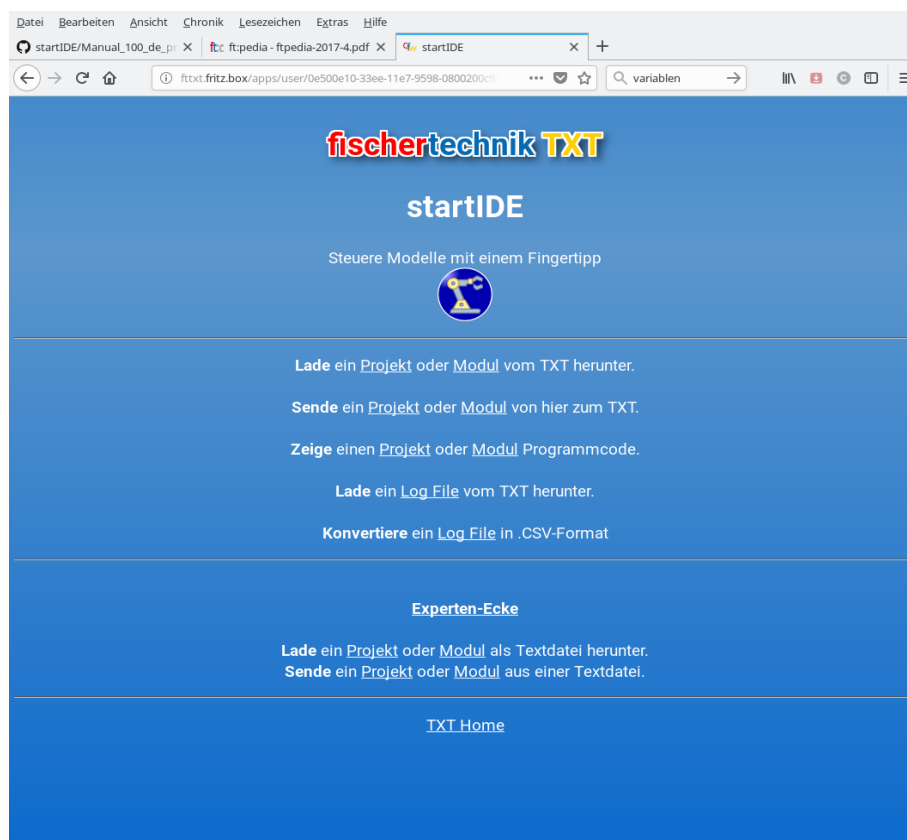 Datei Bearbeiten Ansicht Chronik Lesezeichen Extras Hilfe
startIDE/Manual_100_de_pr ft:pedia - ftpedia-2017-4.pdf startIDE
fttxt.fritz.box/apps/user/0e500e10-33ee-11e7-9598-0800200c9 variablen
fischertechnik TXT
startIDE
Steuere Modelle mit einem Fingertipp
Lade ein Projekt oder Modul vom TXT herunter.
Sende ein Projekt oder Modul von hier zum TXT.
Zeige einen Projekt oder Modul Programmcode.
Lade ein Log File vom TXT herunter.
Konvertiere ein Log File in .CSV-Format
Experten-Ecke
Lade ein Projekt oder Modul als Textdatei herunter.
Sende ein Projekt oder Modul aus einer Textdatei.
TXT Home